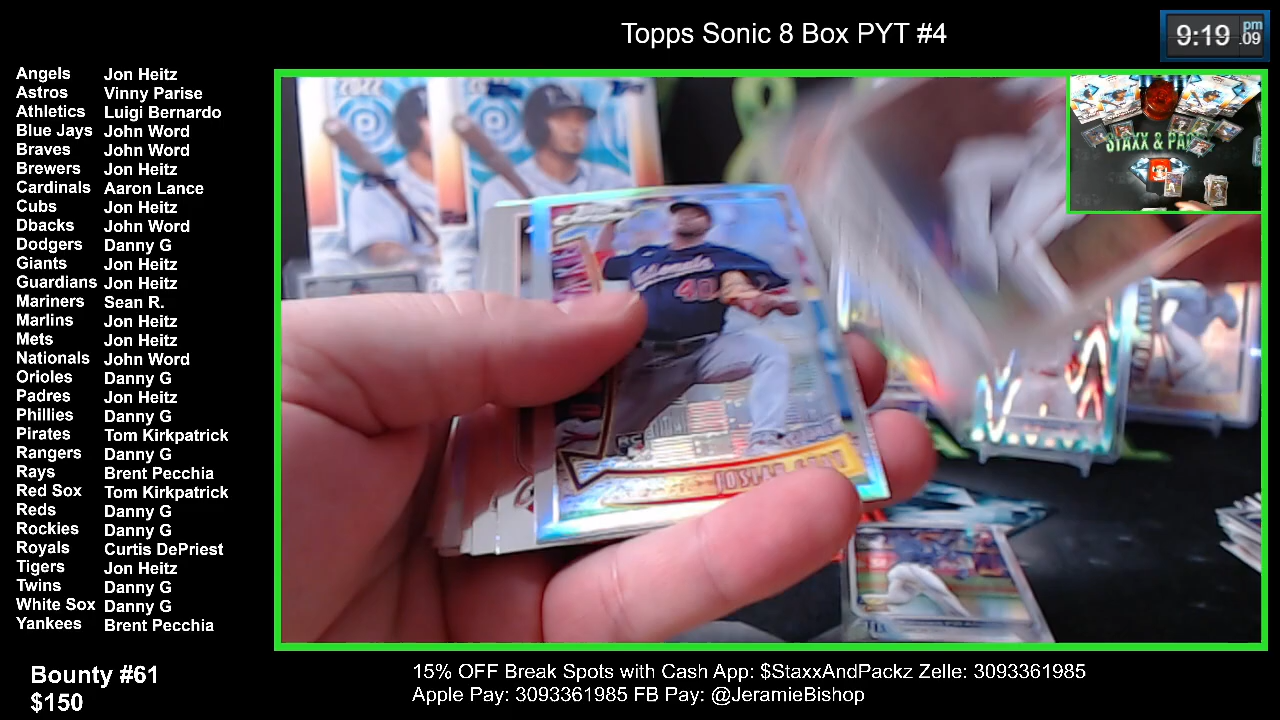 Topps Sonic 8 Box PYT #4
9:19 pm .09
Angels Jon Heitz
Astros Vinny Parise
Athletics Luigi Bernardo
Blue Jays John Word
Braves John Word
Brewers Jon Heitz
Cardinals Aaron Lance
Cubs Jon Heitz
Dbacks John Word
Dodgers Danny G
Giants Jon Heitz
Guardians Jon Heitz
Mariners Sean R.
Marlins Jon Heitz
Mets Jon Heitz
Nationals John Word
Orioles Danny G
Padres Jon Heitz
Phillies Danny G
Pirates Tom Kirkpatrick
Rangers Danny G
Rays Brent Pecchia
Red Sox Tom Kirkpatrick
Reds Danny G
Rockies Danny G
Royals Curtis DePriest
Tigers Jon Heitz
Twins Danny G
White Sox Danny G
Yankees Brent Pecchia
Bounty #61
$150
2022
STAXX & PAC
40
RC
15% OFF Break Spots with Cash App: $StaxxAndPackz Zelle: 3093361985
Apple Pay: 3093361985 FB Pay: @JeramieBishop